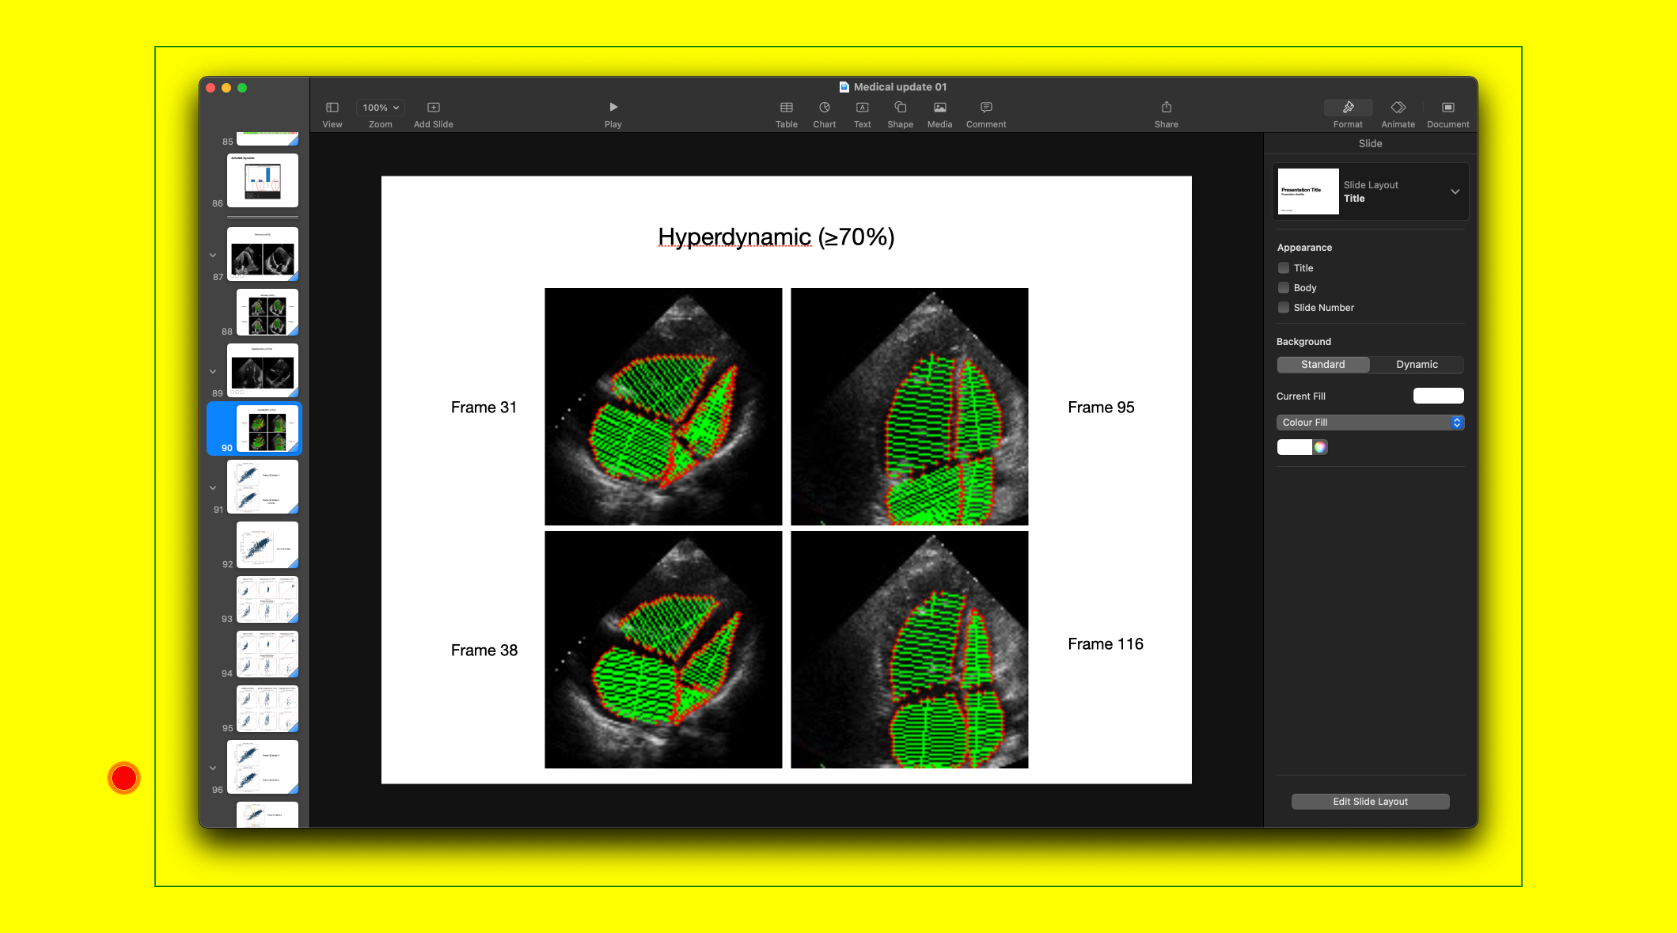 Medical update 01
View
100%
Zoom
Add Slide
Play
Table
Chart
Text
Shape
Media
Comment
Share
Format
Animate
Document
85
86
87
88
89
90
91
92
93
94
95
96
Hyperdynamic (≥70%)
Frame 31
Frame 95
Frame 38
Frame 116
Slide
Presentation Title
Slide Layout
Title
Appearance
Title
Body
Slide Number
Background
Standard
Dynamic
Current Fill
Colour Fill
Edit Slide Layout